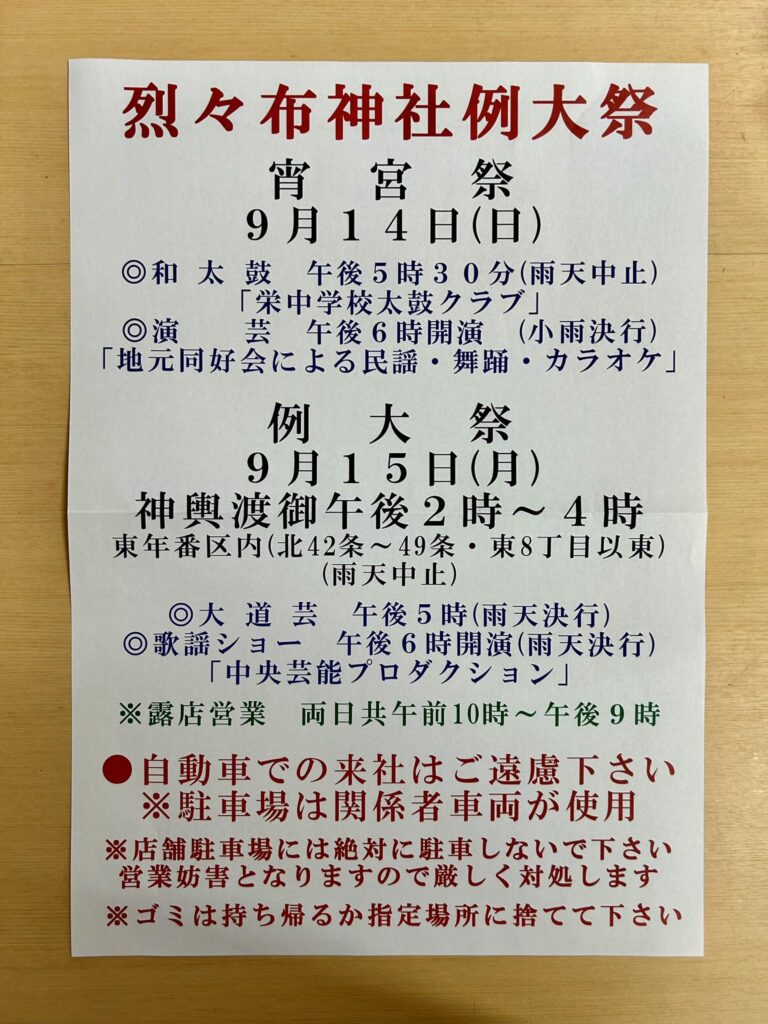 烈々布神社例大祭
宵宮祭
９月１４日(日)
◎和太鼓　午後５時３０分(雨天中止)
「栄中学校太鼓クラブ」
◎演　芸　午後６時開演　(小雨決行)
「地元同好会による民謡・舞踊・カラオケ」
例大祭
９月１５日(月)
神輿渡御午後２時～４時
東年番区内(北42条～49条・東8丁目以東)
(雨天中止)
◎大道芸　午後５時(雨天決行)
◎歌謡ショー　午後６時開演(雨天決行)
「中央芸能プロダクション」
※露店営業　両日共午前10時～午後９時
●自動車での来社はご遠慮下さい
※駐車場は関係者車両が使用
※店舗駐車場には絶対に駐車しないで下さい
営業妨害となりますので厳しく対処します
※ゴミは持ち帰るか指定場所に捨てて下さい